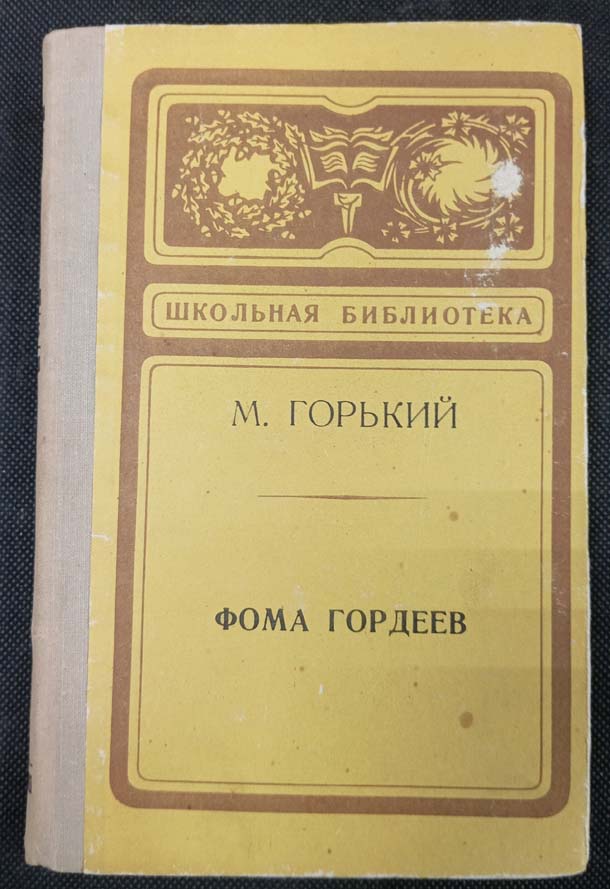 ШКОЛЬНАЯ БИБЛИОТЕКА
М. ГОРЬКИЙ
ФОМА ГОРДЕЕВ